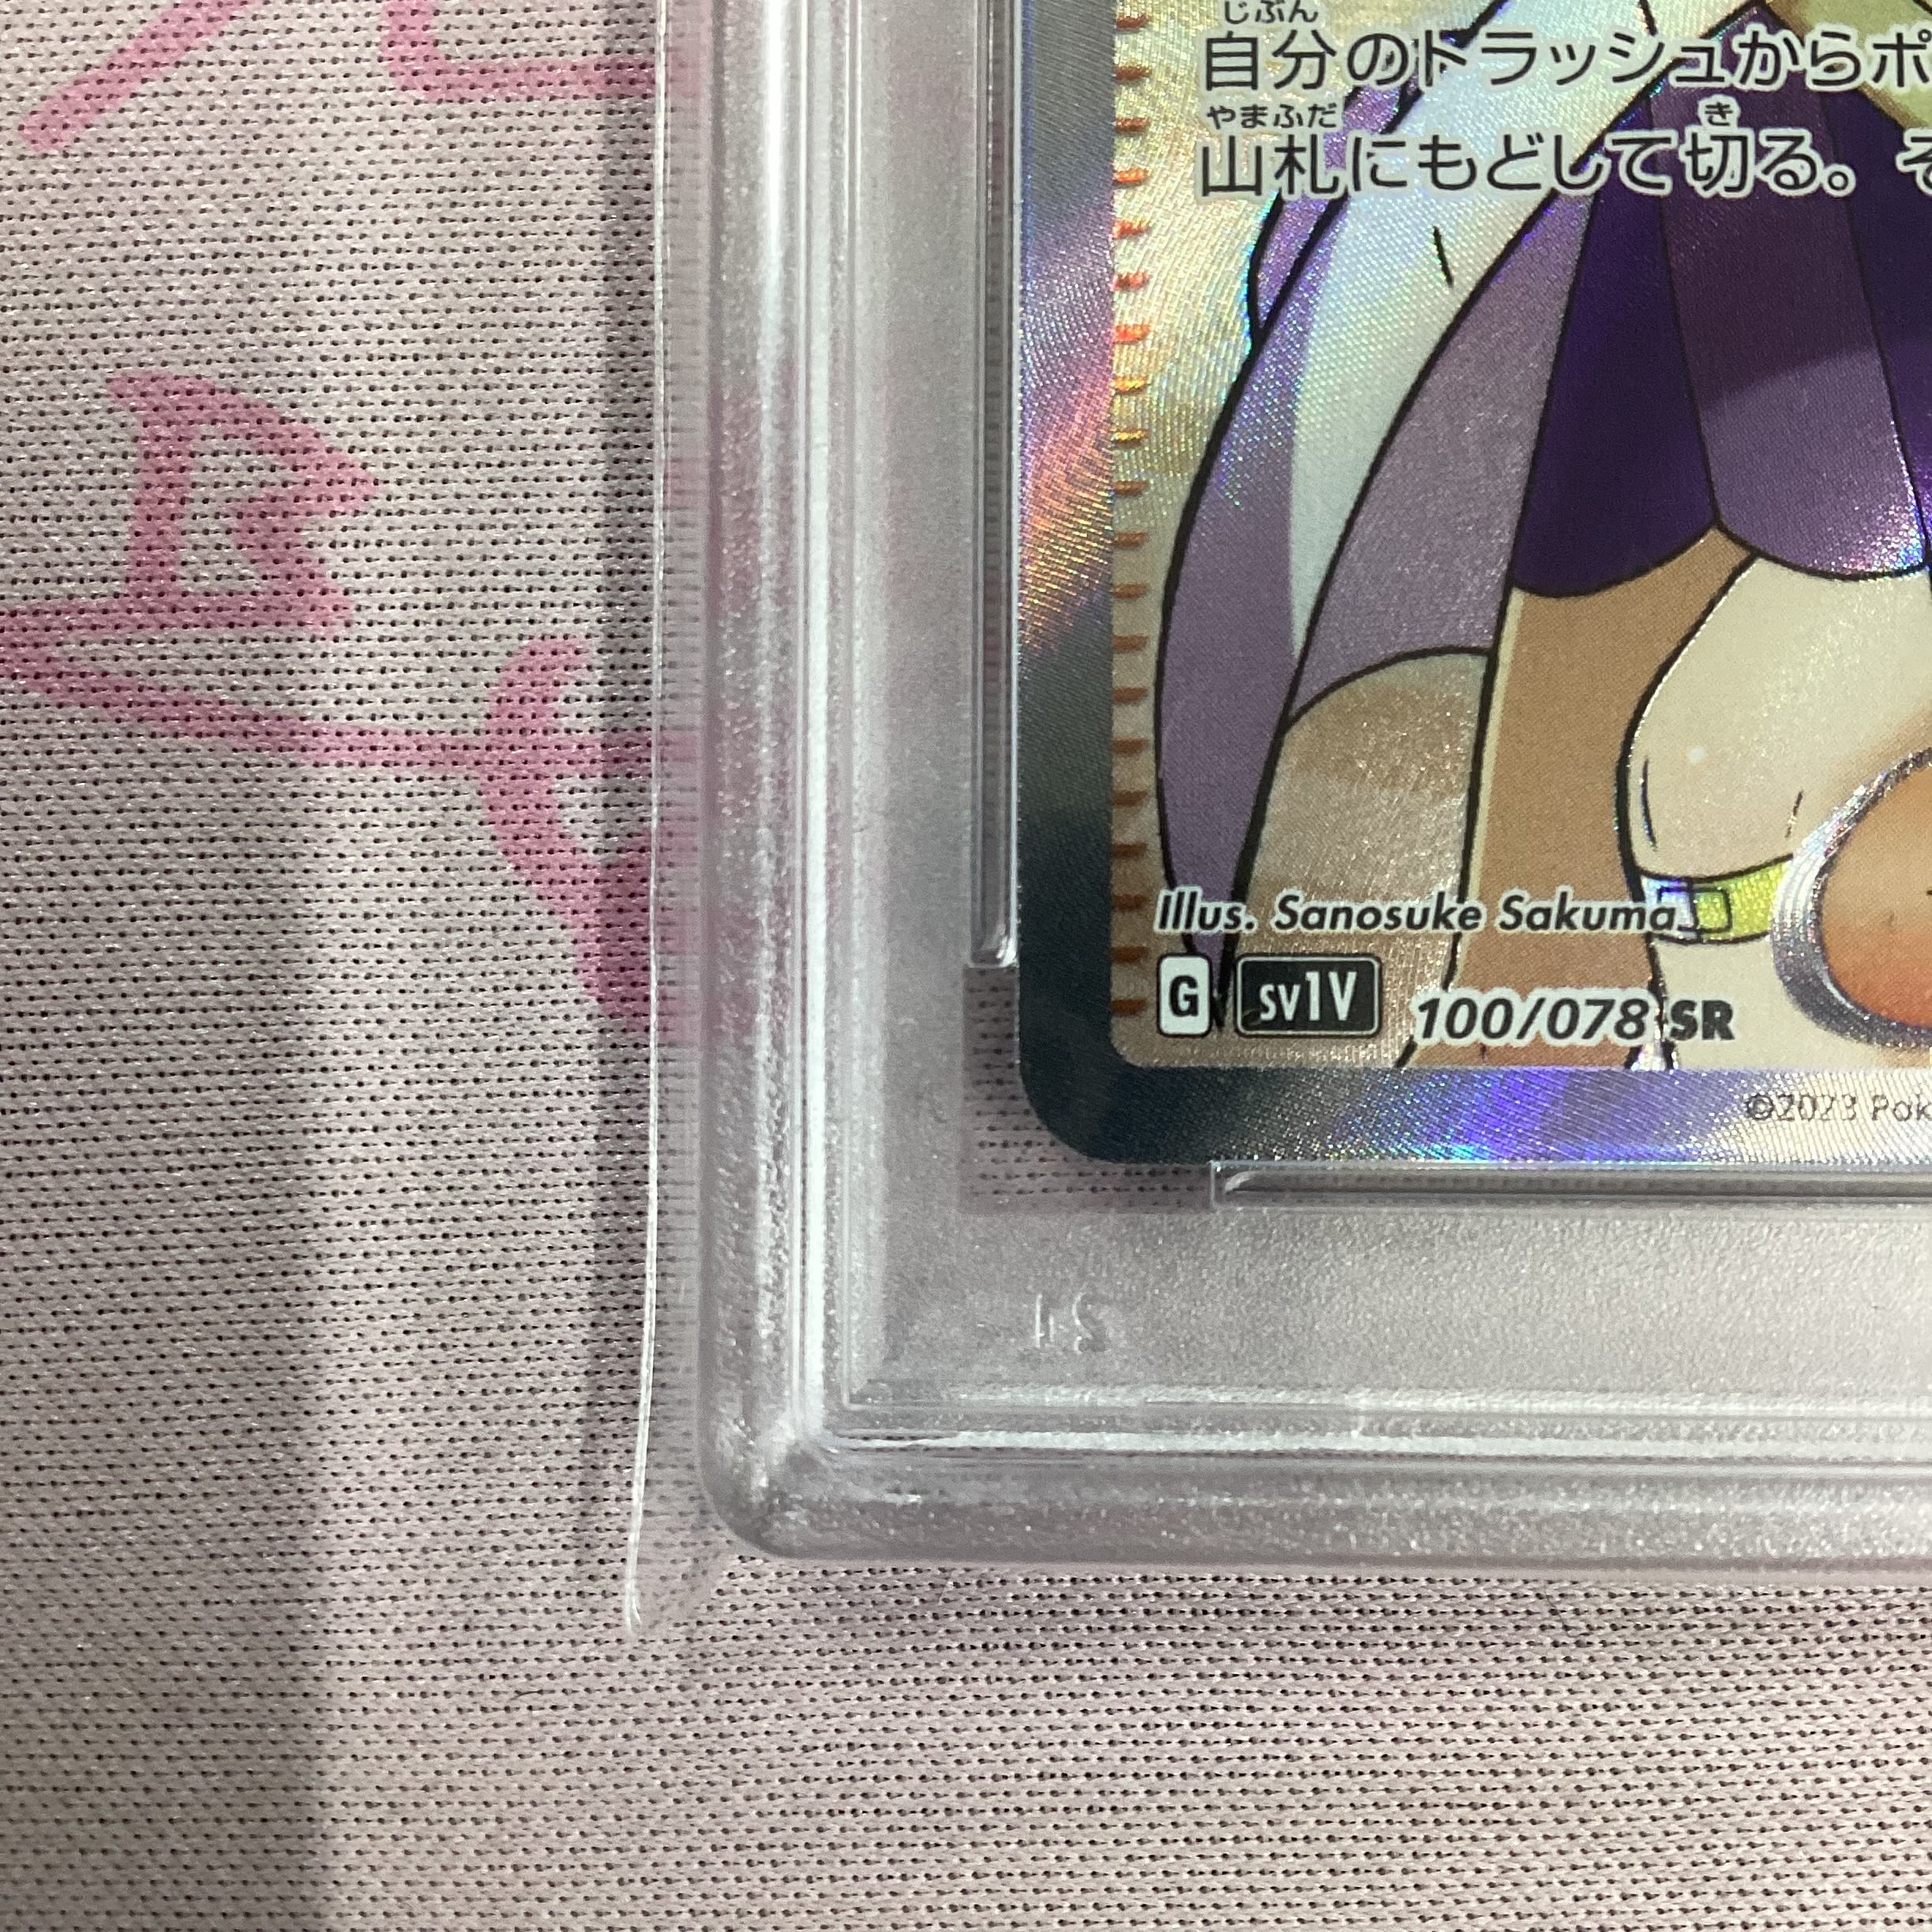 じぶん
自分のトラッシュからポ
やまふだ き
山札にもどして切る。そ
Illus. Sanosuke Sakuma
G sv1V 100/078 SR
©2023 Pok